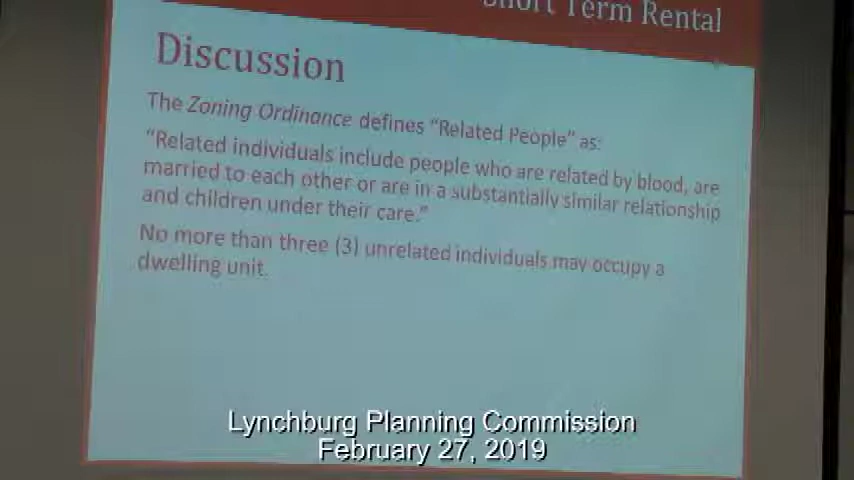 Short Term Rental
Discussion
The Zoning Ordinance defines “Related People” as:
“Related individuals include people who are related by blood, are
married to each other or are in a substantially similar relationship
and children under their care.”
No more than three (3) unrelated individuals may occupy a
dwelling unit.
Lynchburg Planning Commission
February 27, 2019